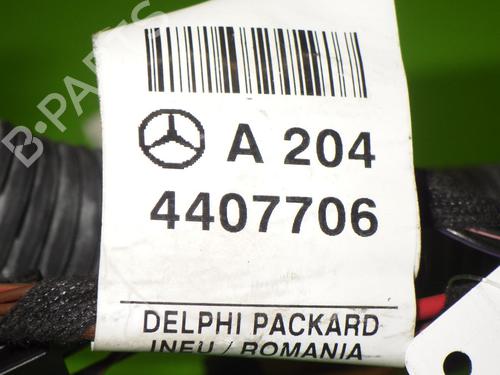 B-PARTS
A 204
4407706
DELPHI PACKARD
INEU / ROMANIA